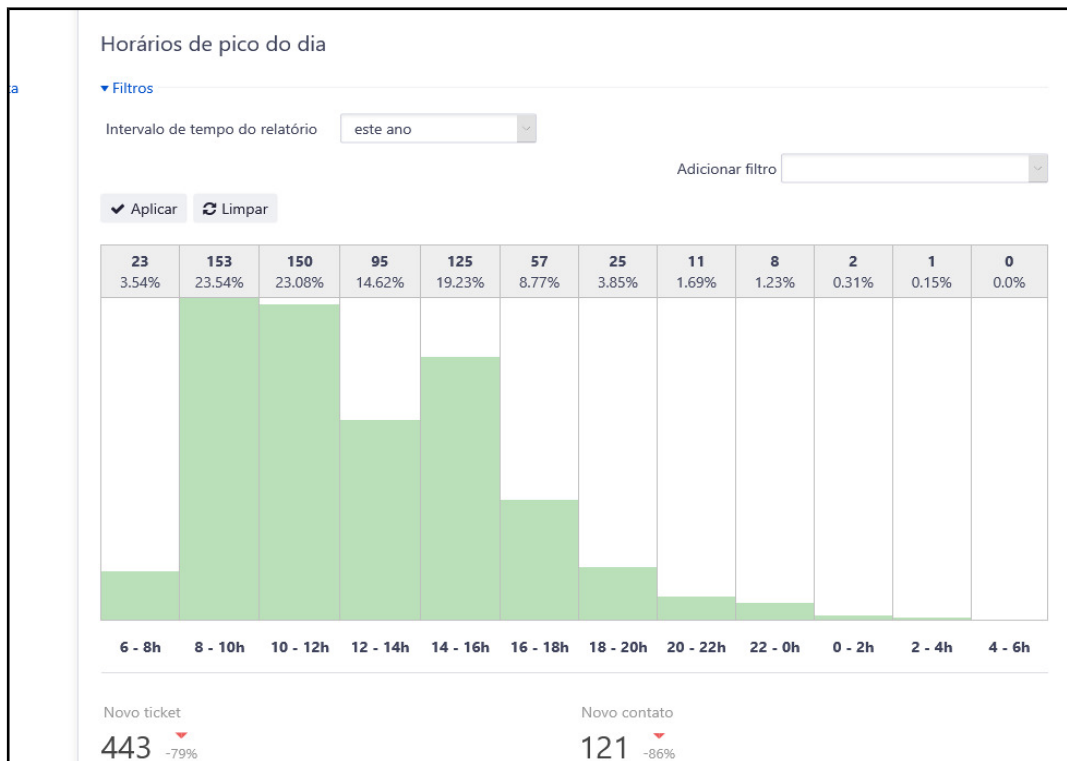 Horários de pico do dia
ta
Filtros
Intervalo de tempo do relatório este ano
Adicionar filtro
Aplicar Limpar
23 153 150 95 125 57 25 11 8 2 1 0
3.54% 23.54% 23.08% 14.62% 19.23% 8.77% 3.85% 1.69% 1.23% 0.31% 0.15% 0.0%
6 - 8h 8 - 10h 10 - 12h 12 - 14h 14 - 16h 16 - 18h 18 - 20h 20 - 22h 22 - 0h 0 - 2h 2 - 4h 4 - 6h
Novo ticket Novo contato
443 -79% 121 -86%